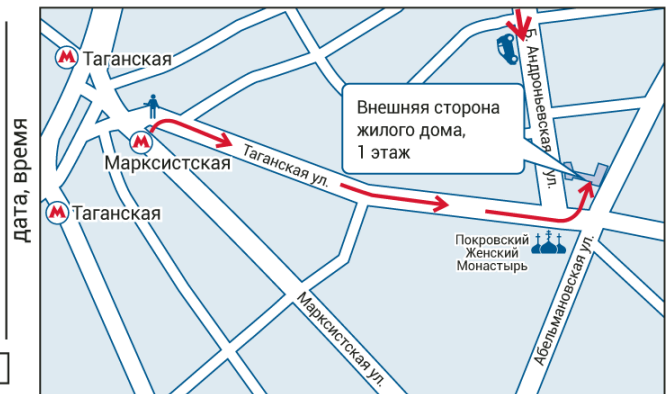 дата, время
М Таганская
М
Марксистская
М Таганская
Таганская ул.
Внешняя сторона
жилого дома,
1 этаж
Б. Андроньевская ул.
Покровский
Женский
Монастырь
Марксистская ул.
Абельмановская ул.